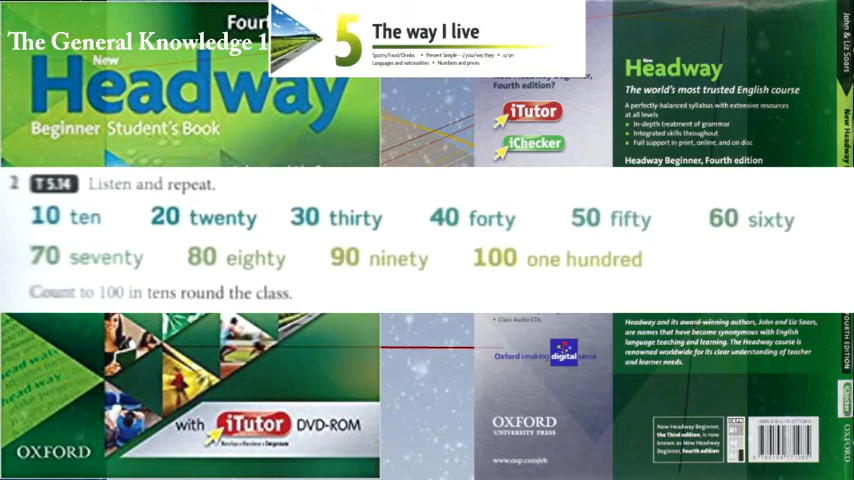 The General Knowledge 1
Fourt
5 The way I live
Sports/Food/Drinks • Present Simple – I/you/we/they • a/an
Languages and nationalities • Numbers and prices
New
Headway
Beginner Student's Book
Fourth edition?
iTutor
iChecker
New
Headway
The world's most trusted English course
A perfectly-balanced syllabus with extensive resources
at all levels
• In-depth treatment of grammar
• Integrated skills throughout
• Full support in print, online, and on disc
Headway Beginner, Fourth edition
John & Liz Soars
New Headway
2 T 5.14 Listen and repeat.
10 ten 20 twenty 30 thirty 40 forty 50 fifty 60 sixty
70 seventy 80 eighty 90 ninety 100 one hundred
Count to 100 in tens round the class.
• Class Audio CDs
Oxford making digital sense
Headway and its award-winning authors, John and Liz Soars,
are names that have become synonymous with English
language teaching and learning. The Headway course is
renowned worldwide for its clear understanding of teacher
and learner needs.
FOURTH EDITION
iChecker
OXFORD
head way
with iTutor DVD-ROM
OXFORD
OXFORD
UNIVERSITY PRESS
www.oup.com/elt
New Headway Beginner,
the Third edition, is now
known as New Headway
Beginner, Fourth edition
CEFR
B1